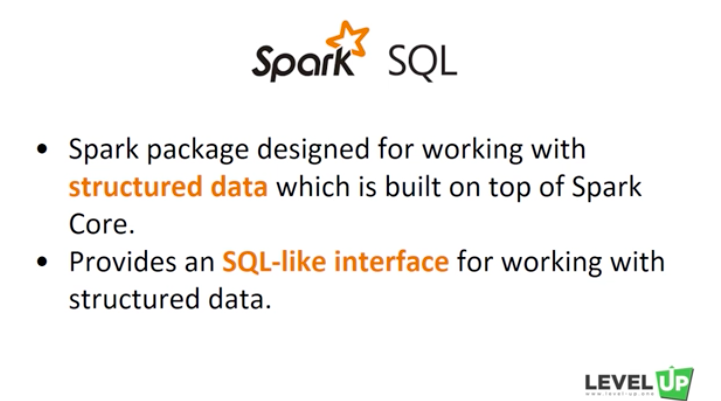 Spark SQL
• Spark package designed for working with
structured data which is built on top of Spark
Core.
• Provides an SQL-like interface for working with
structured data.
LEVEL UP
www.level-up.one